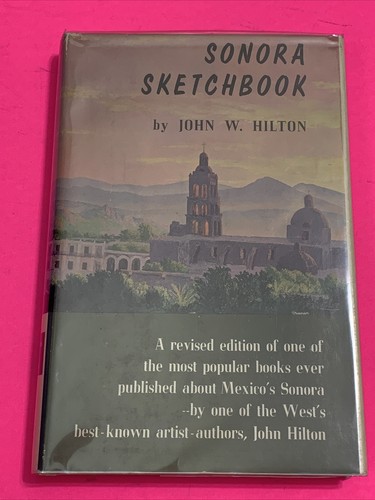 SONORA
SKETCHBOOK
by JOHN W. HILTON
A revised edition of one of
the most popular books ever
published about Mexico's Sonora
--by one of the West's
best-known artist-authors, John Hilton